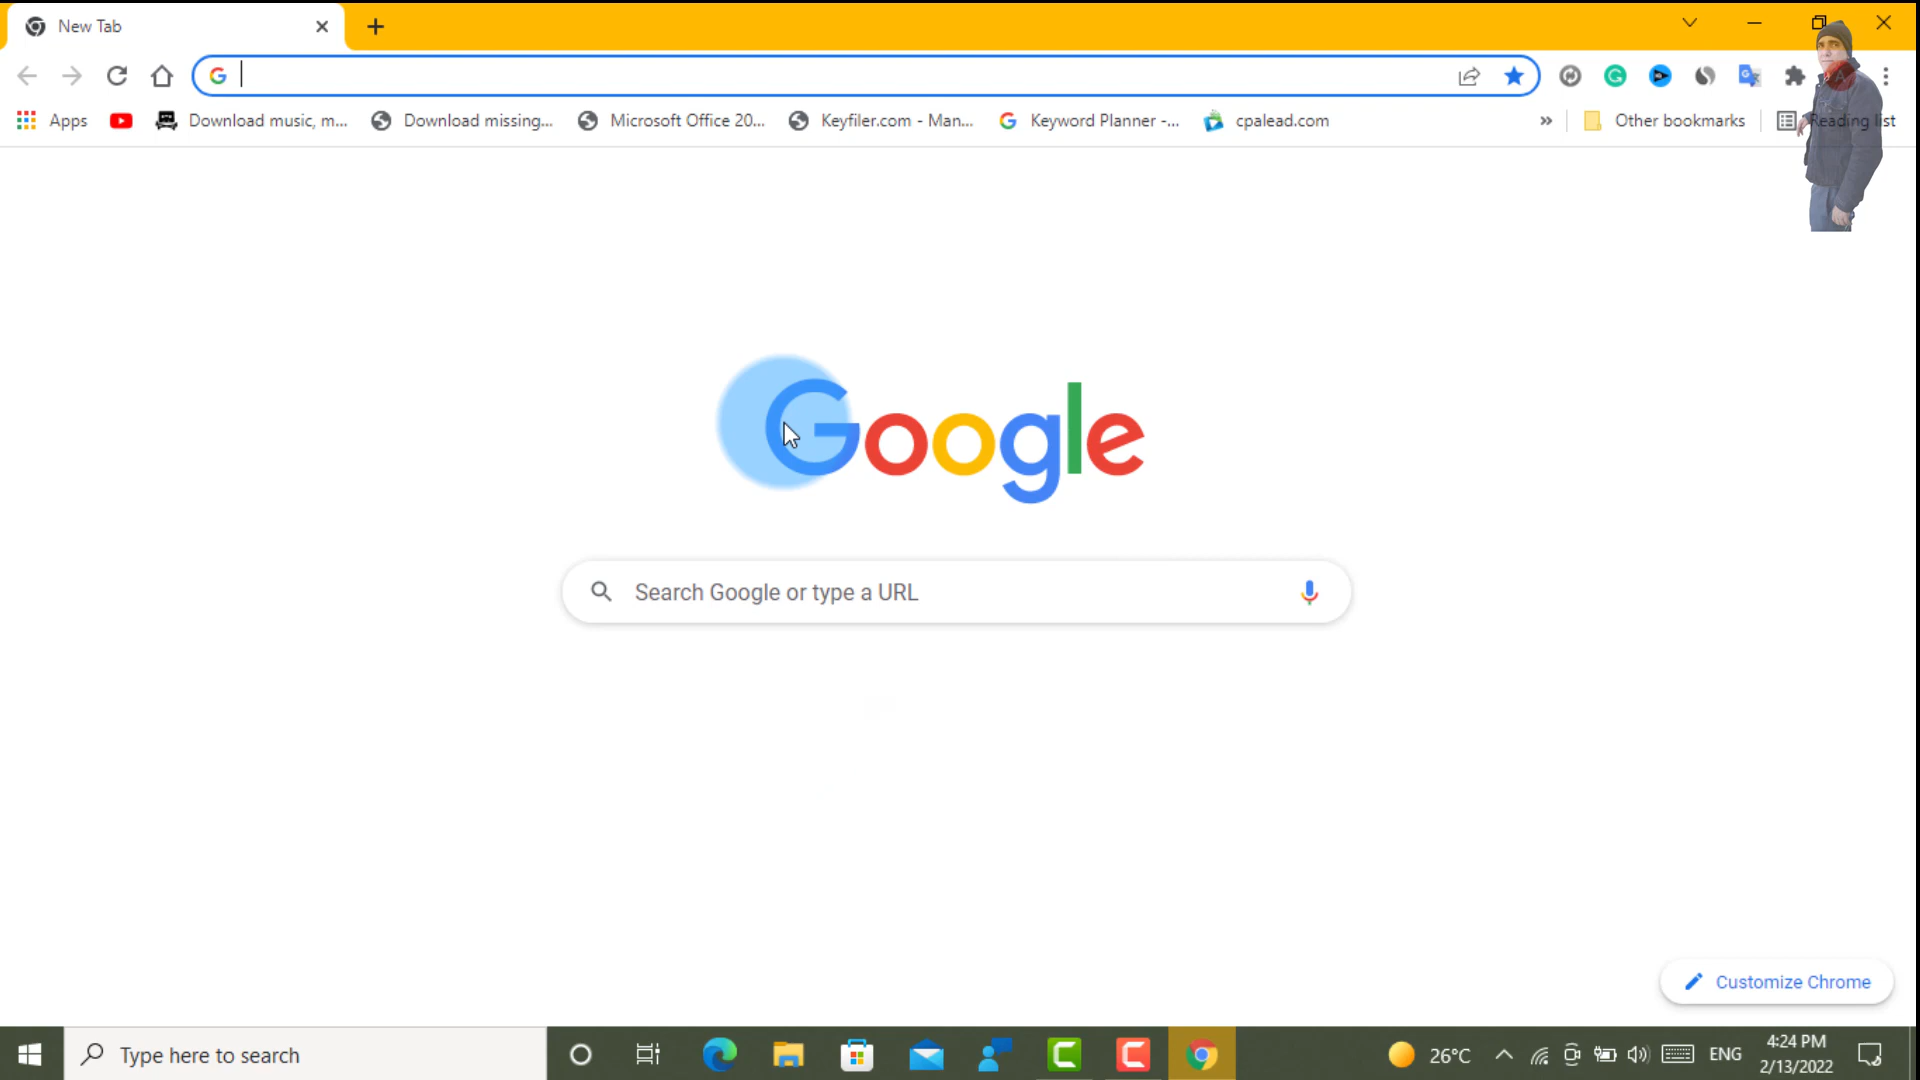 New Tab
Apps
Download music, m...
Download missing...
Microsoft Office 20...
Keyfiler.com - Man...
Keyword Planner -...
cpalead.com
»
Other bookmarks
Reading list
Google
Search Google or type a URL
Customize Chrome
Type here to search
26°C
ENG
4:24 PM
2/13/2022